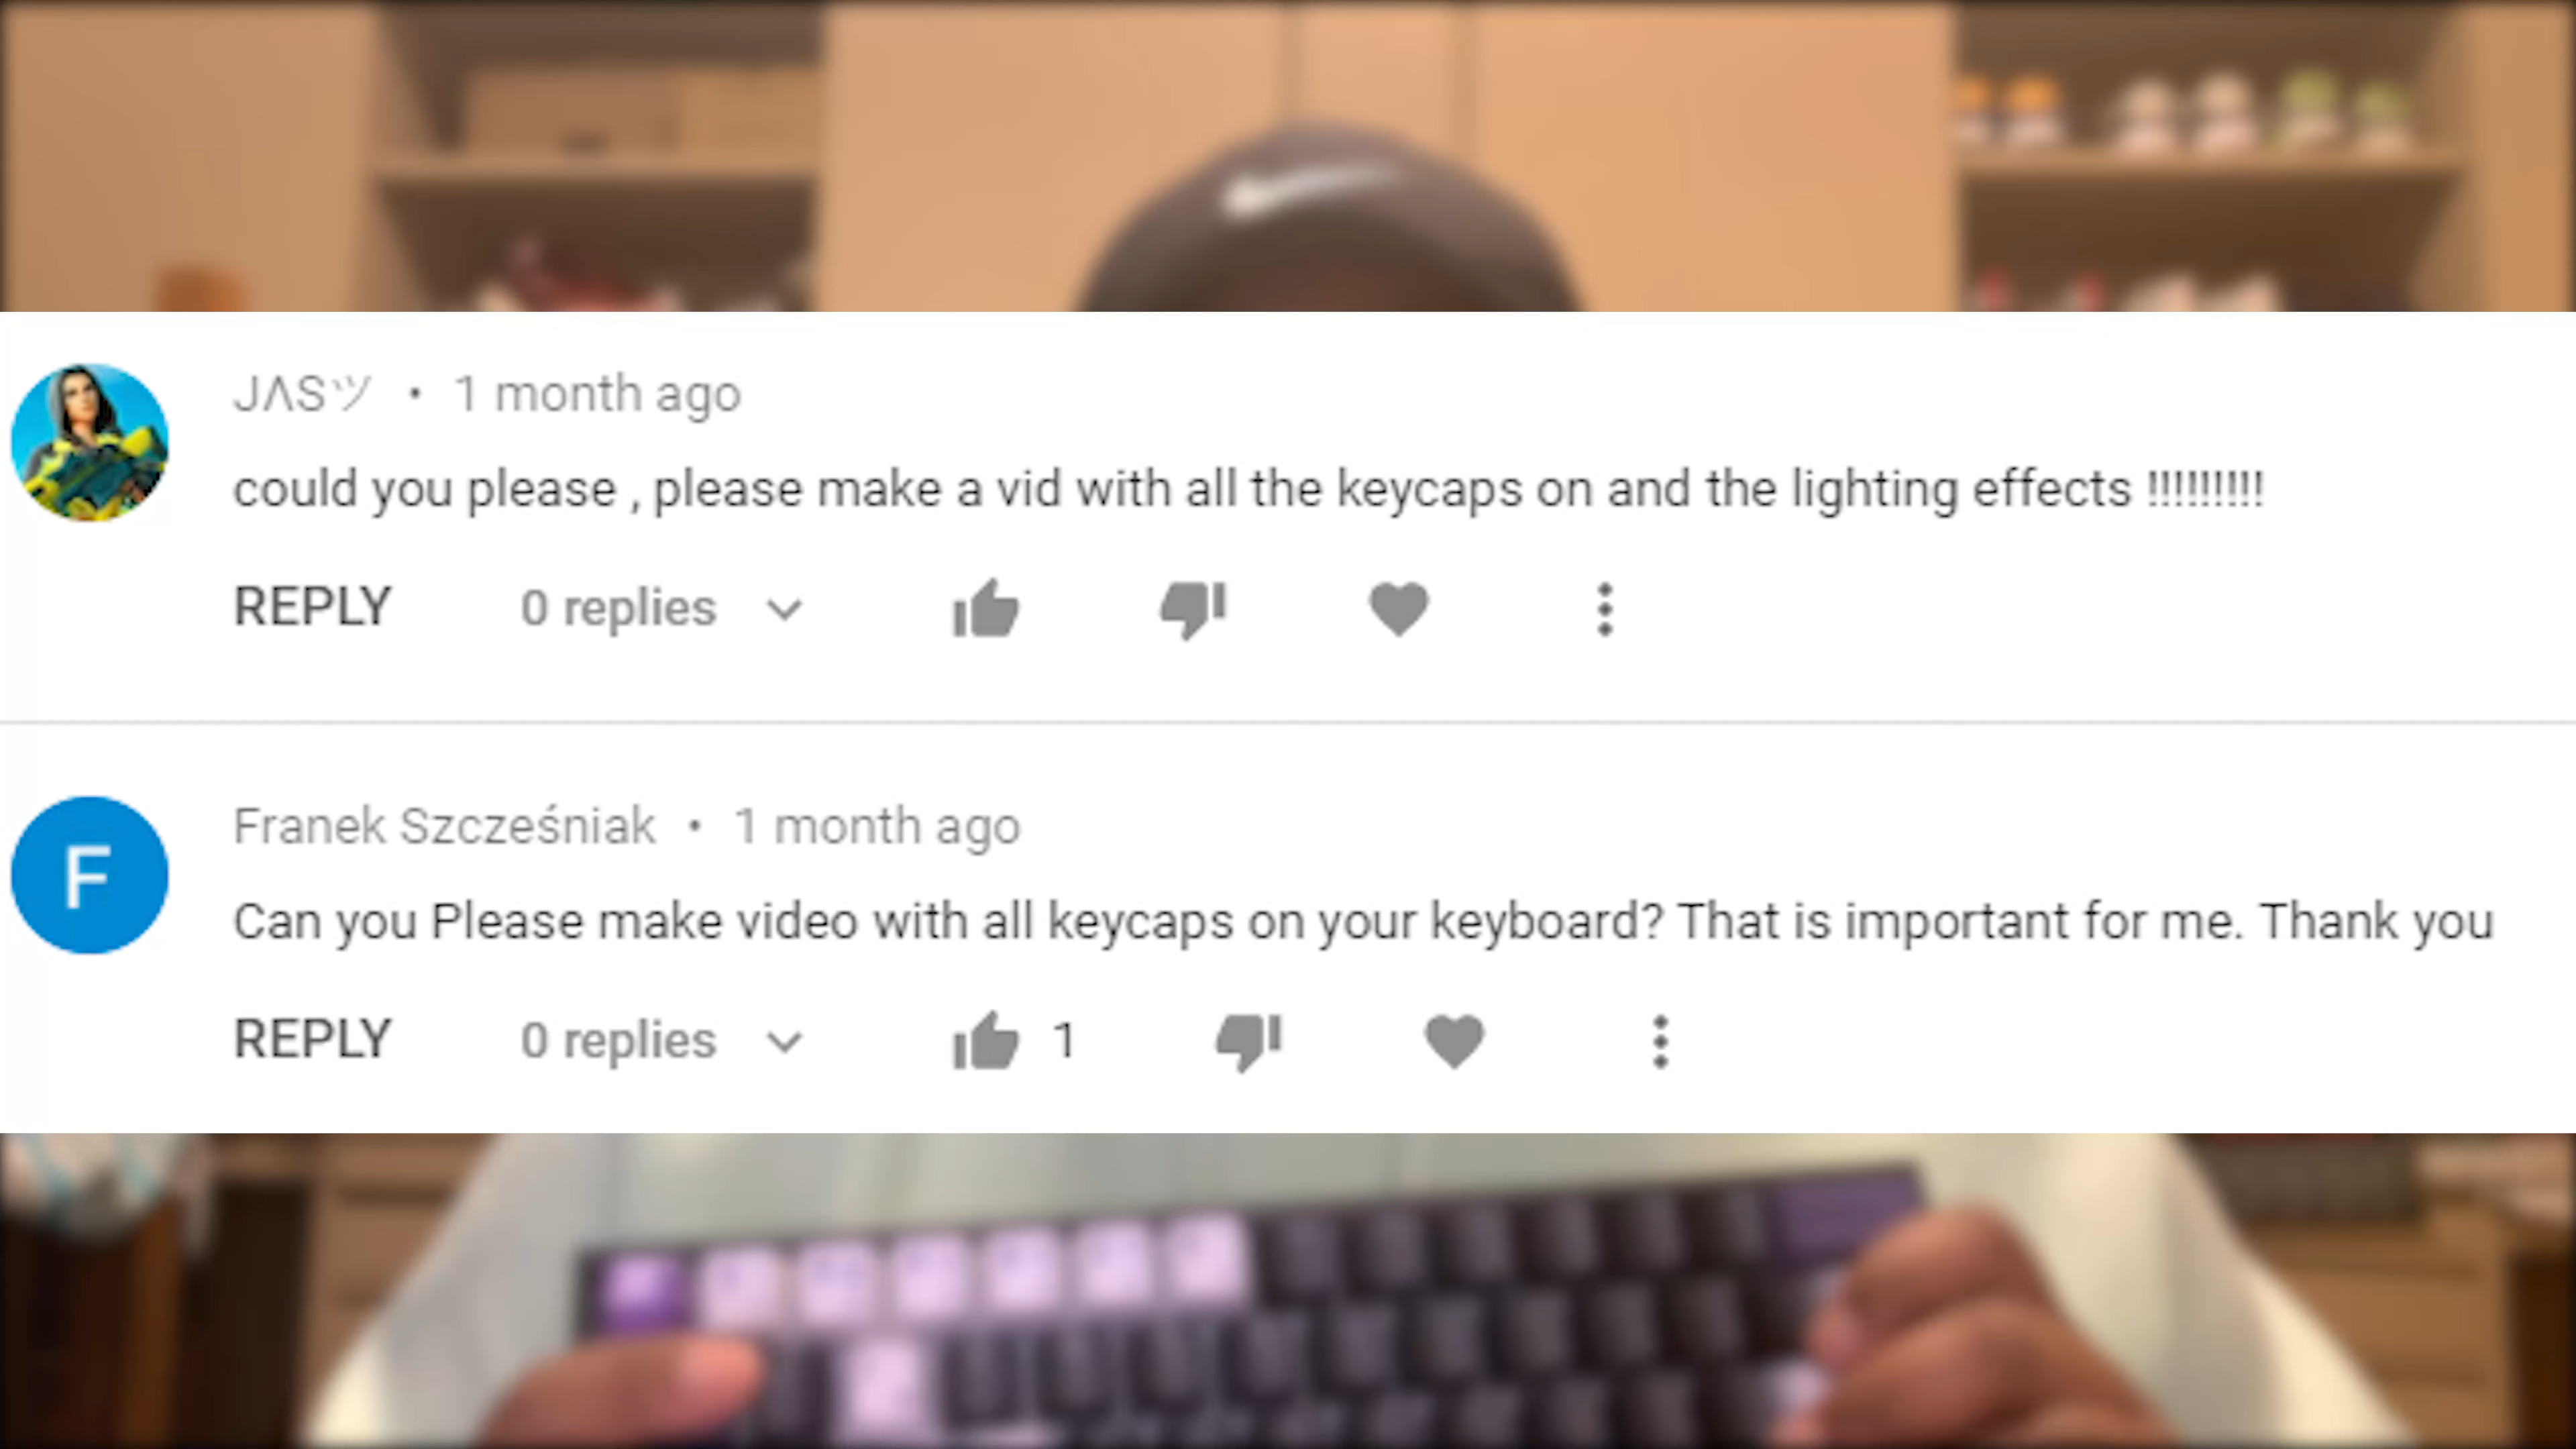 JΛSツ • 1 month ago
could you please , please make a vid with all the keycaps on and the lighting effects !!!!!!!!!
REPLY 0 replies
F
Franek Szcześniak • 1 month ago
Can you Please make video with all keycaps on your keyboard? That is important for me. Thank you
REPLY 0 replies 1